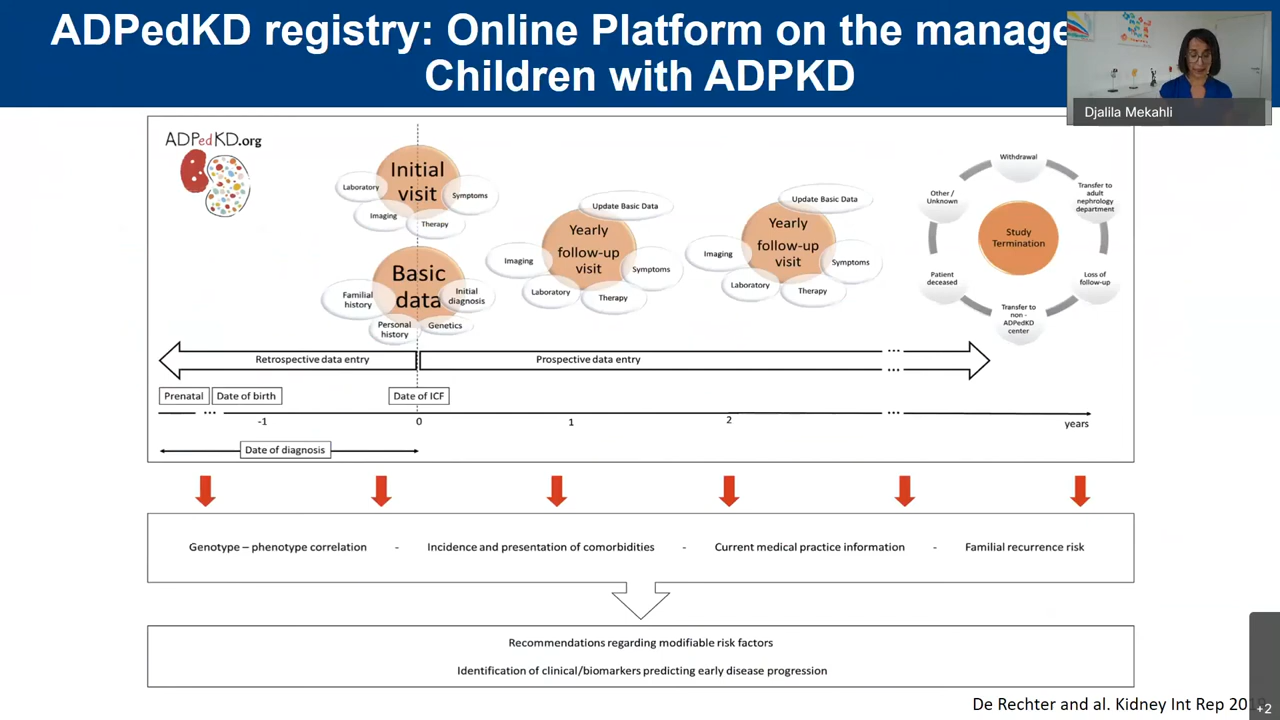 ADPedKD registry: Online Platform on the manage
Children with ADPKD
Djalila Mekahli
ADPedKD.org
Initial
visit
Laboratory
Symptoms
Imaging
Therapy
Basic
data
Familial
history
Initial
diagnosis
Personal
history
Genetics
Update Basic Data
Yearly
follow-up
visit
Imaging
Symptoms
Laboratory
Therapy
Update Basic Data
Yearly
follow-up
visit
Imaging
Symptoms
Laboratory
Therapy
Withdrawal
Other /
Unknown
Transfer to
adult
nephrology
department
Study
Termination
Patient
deceased
Loss of
follow-up
Transfer to
non -
ADPedKD
center
Retrospective data entry
Prospective data entry
...
...
Prenatal
Date of birth
Date of ICF
...
...
-1
0
1
2
years
Date of diagnosis
Genotype – phenotype correlation - Incidence and presentation of comorbidities - Current medical practice information - Familial recurrence risk
Recommendations regarding modifiable risk factors
Identification of clinical/biomarkers predicting early disease progression
De Rechter and al. Kidney Int Rep
+2